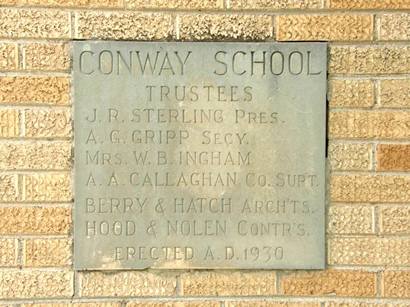 CONWAY SCHOOL
TRUSTEES
J. R. STERLING PRES.
A. G. GRIPP SECY.
MRS. W. B. INGHAM
A. A. CALLAGHAN CO. SUPT.
BERRY & HATCH ARCH'TS.
HOOD & NOLEN CONTR'S.
ERECTED A.D. 1930